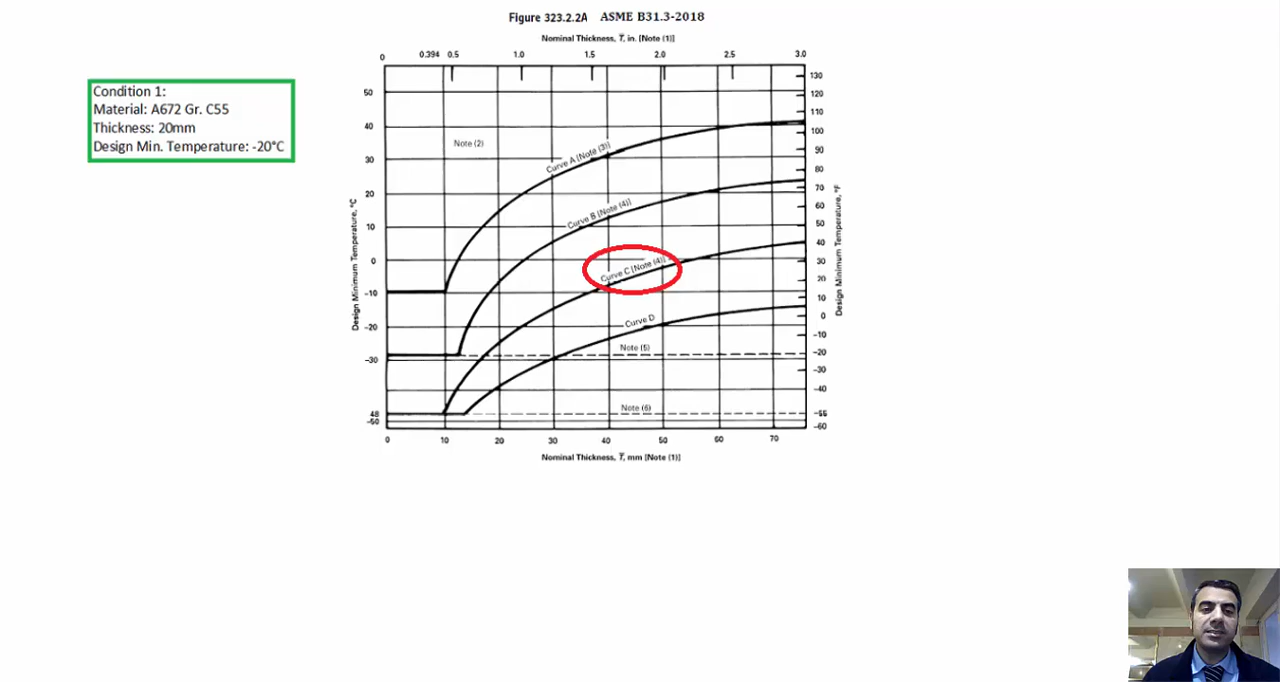 Figure 323.2.2A ASME B31.3-2018
Nominal Thickness, T̅, in. [Note (1)]
0 0.394 0.5 1.0 1.5 2.0 2.5 3.0
Condition 1:
Material: A672 Gr. C55
Thickness: 20mm
Design Min. Temperature: -20°C
Design Minimum Temperature, °C
50
40
30
20
10
0
−10
−20
−30
48
−50
Note (2)
Curve A [Note (3)]
Curve B [Note (4)]
Curve C [Note (4)]
Curve D
Note (5)
Note (6)
130
120
110
100
90
80
70
60
50
40
30
20
10
0
−10
−20
−30
−40
−55
−60
Design Minimum Temperature, °F
0 10 20 30 40 50 60 70
Nominal Thickness, T̅, mm [Note (1)]